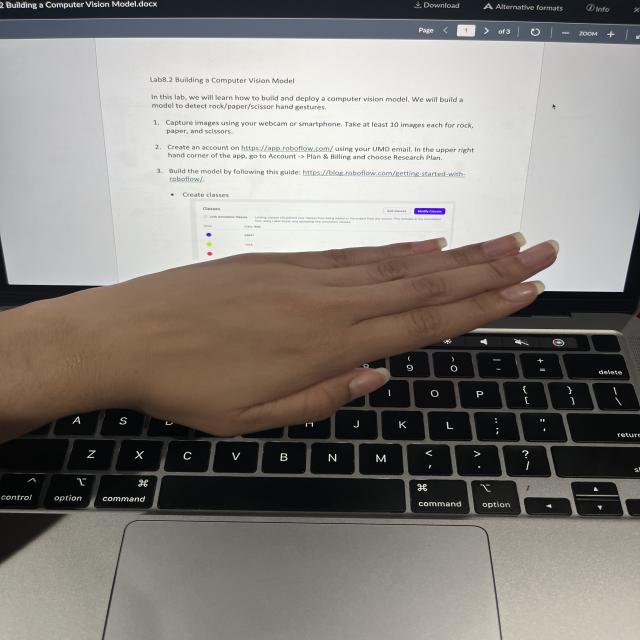 2 Building a Computer Vision Model.docx
Download Alternative formats Info
Page 1 of 3 ZOOM
Lab8.2 Building a Computer Vision Model
In this lab, we will learn how to build and deploy a computer vision model. We will build a
model to detect rock/paper/scissor hand gestures.
1. Capture images using your webcam or smartphone. Take at least 10 images each for rock,
paper, and scissors.
2. Create an account on https://app.roboflow.com/ using your UMD email. In the upper right
hand corner of the app, go to Account -> Plan & Billing and choose Research Plan.
3. Build the model by following this guide: https://blog.roboflow.com/getting-started-with-
roboflow/.
• Create classes
Classes
Modify Classes
( ) — +
9 0 - = delete
I O P { [ } ] | \
A S H J K L : ; " ' return
Z X C V B N M < , > . ? /
control option command command option